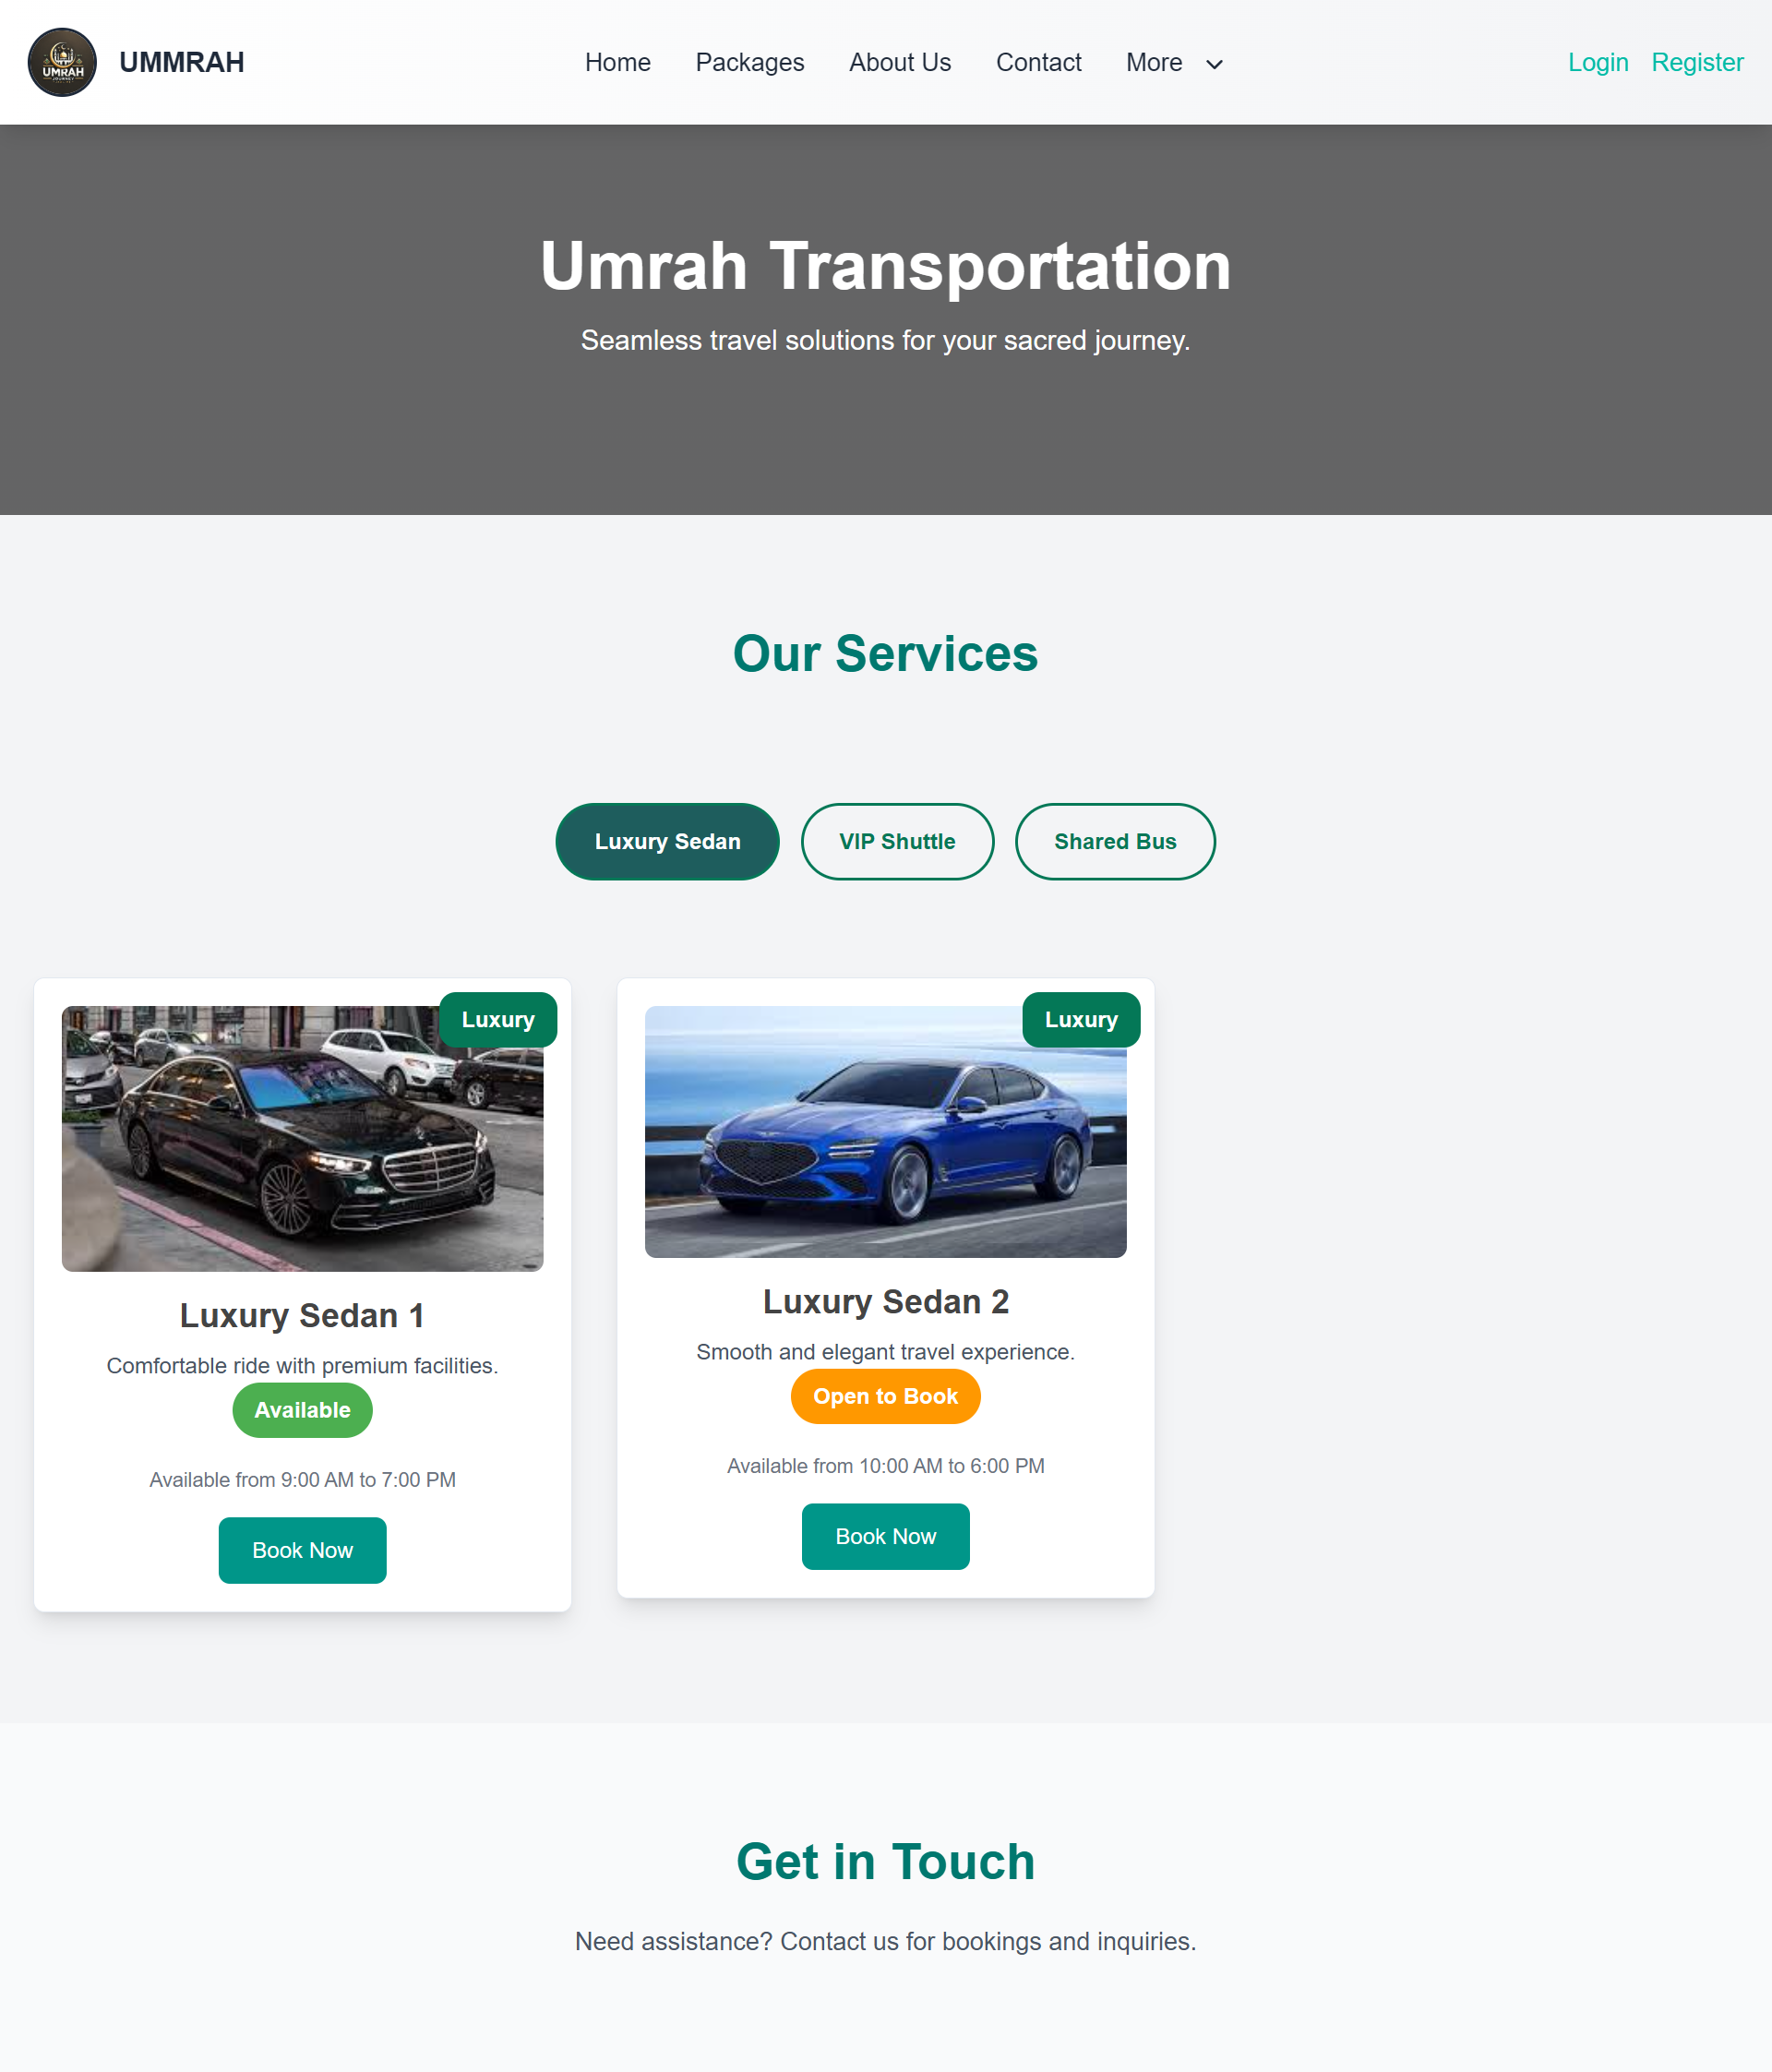 UMRAH
JOURNEY
UMMRAH
Home
Packages
About Us
Contact
More
Login
Register
Umrah Transportation
Seamless travel solutions for your sacred journey.
Our Services
Luxury Sedan
VIP Shuttle
Shared Bus
Luxury
Luxury Sedan 1
Comfortable ride with premium facilities.
Available
Available from 9:00 AM to 7:00 PM
Book Now
Luxury
Luxury Sedan 2
Smooth and elegant travel experience.
Open to Book
Available from 10:00 AM to 6:00 PM
Book Now
Get in Touch
Need assistance? Contact us for bookings and inquiries.